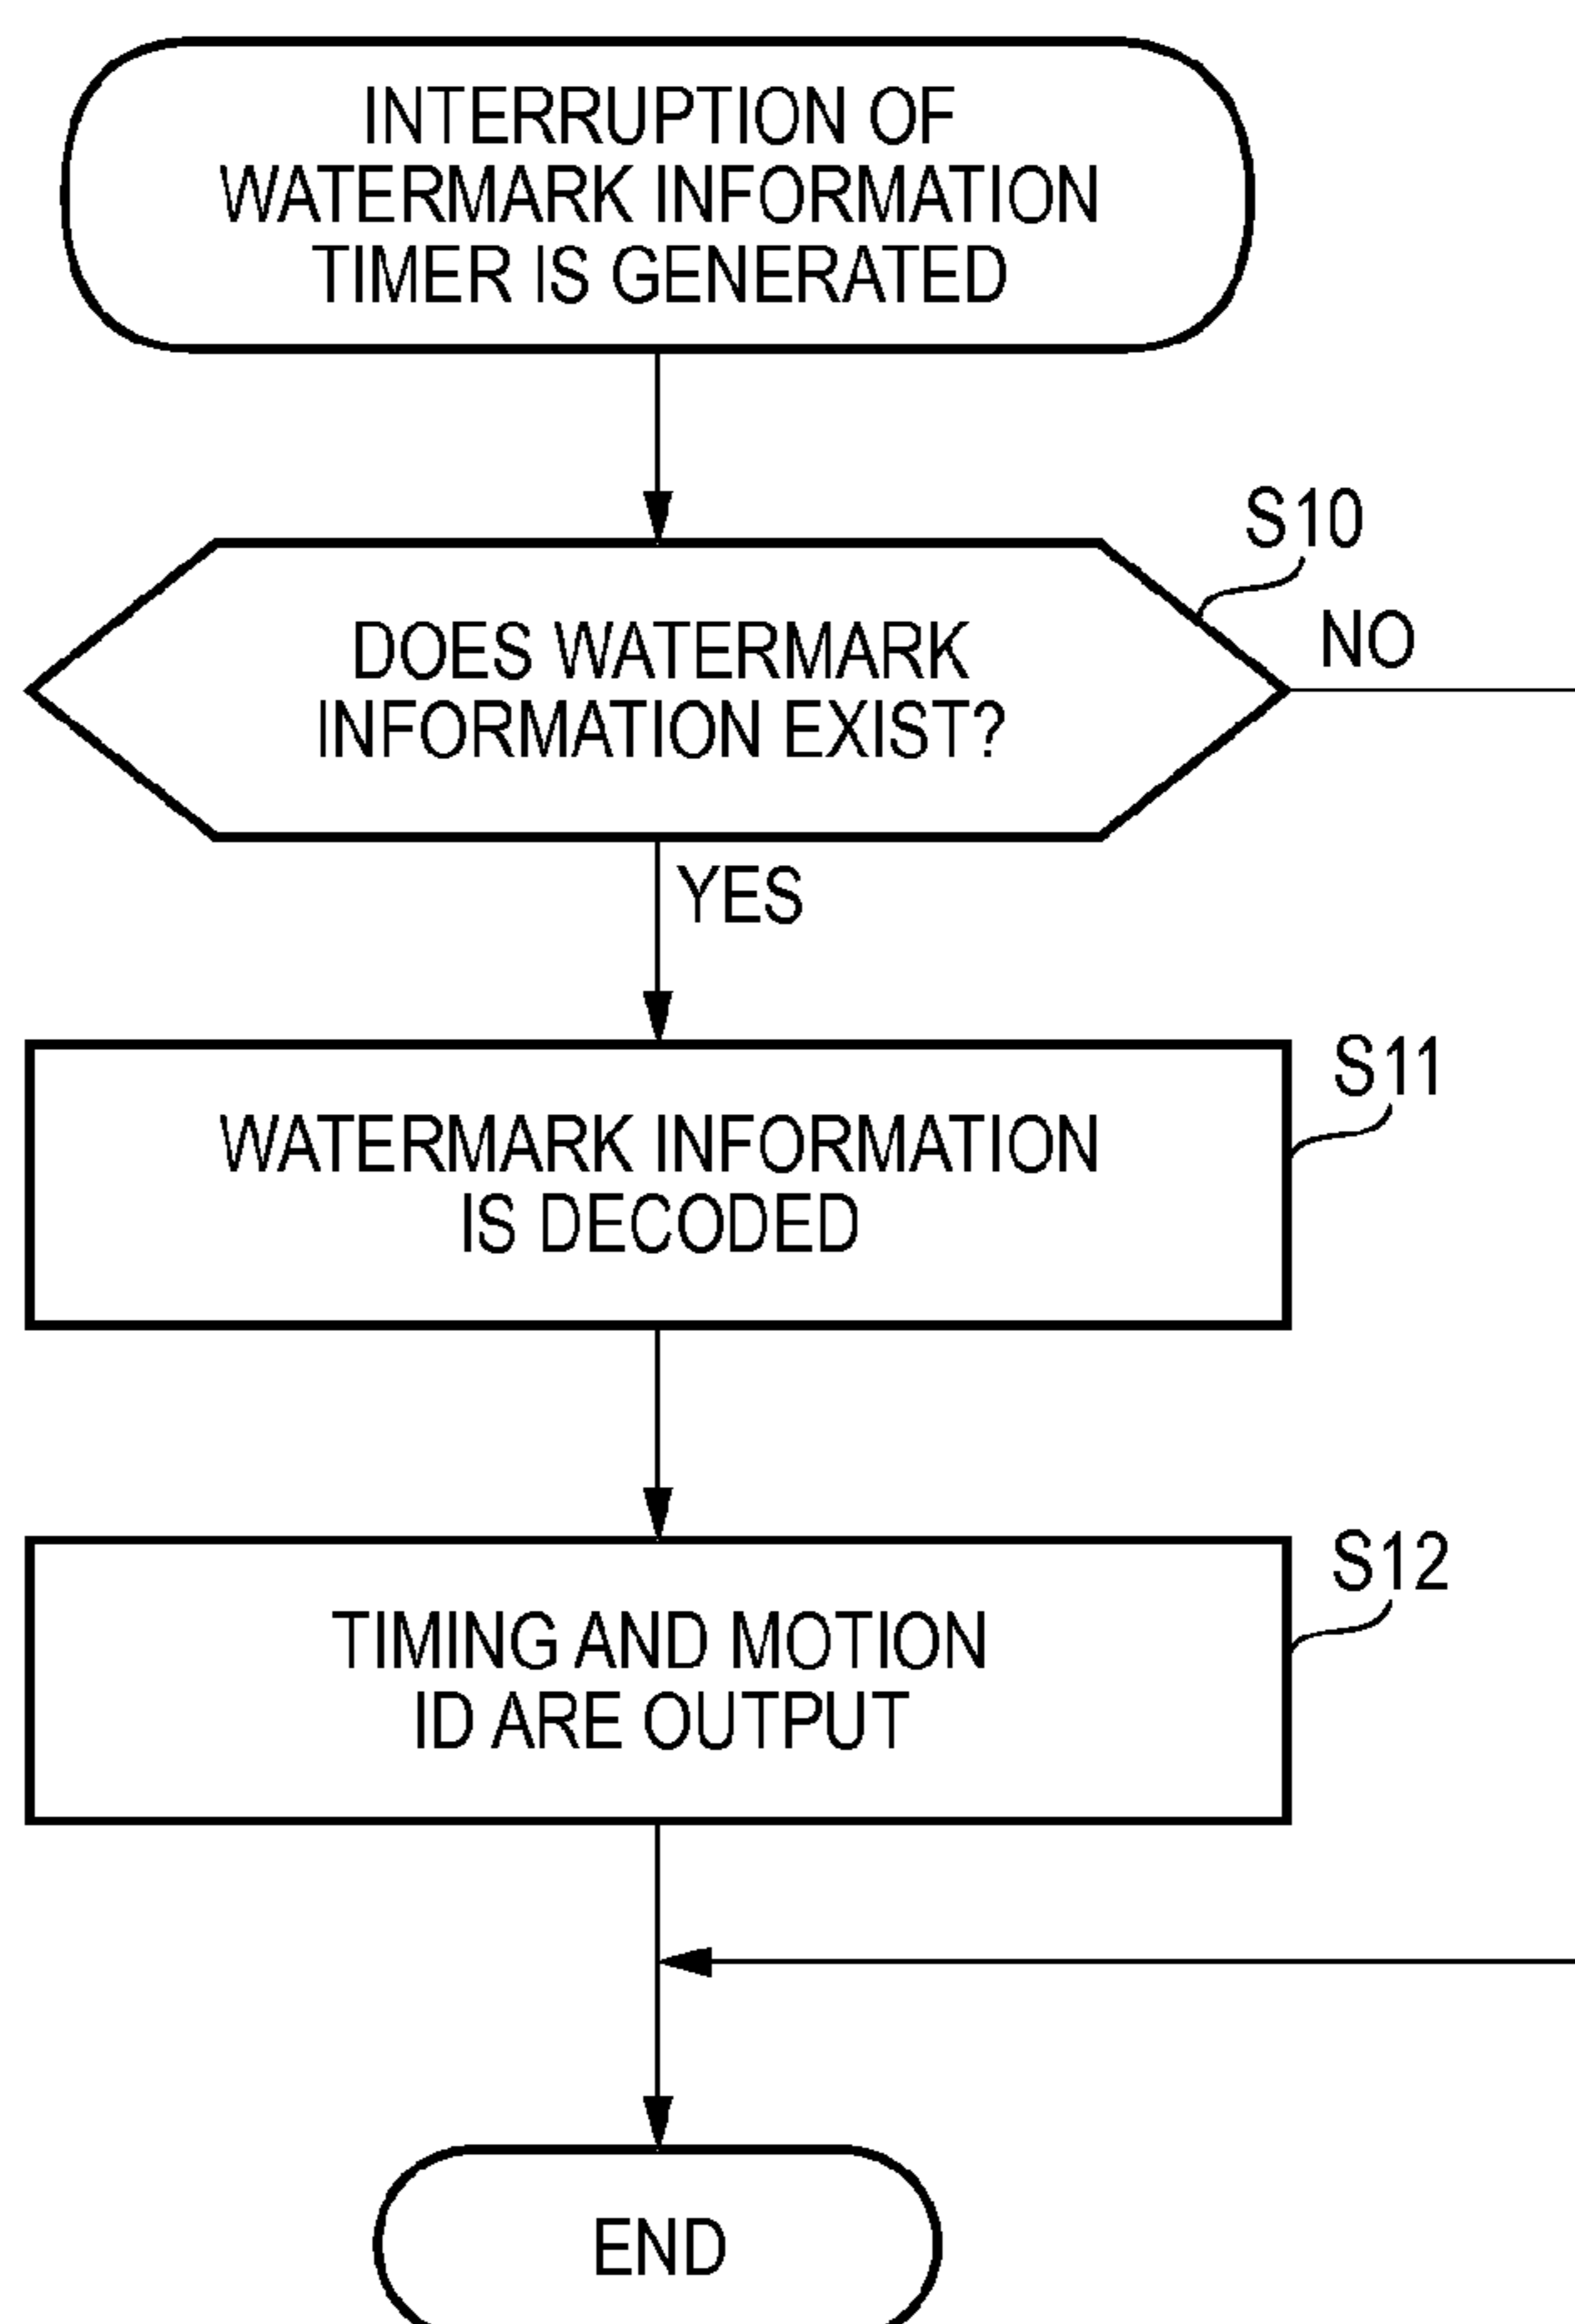 INTERRUPTION OF
WATERMARK INFORMATION
TIMER IS GENERATED
S10
DOES WATERMARK
INFORMATION EXIST?
NO
YES
S11
WATERMARK INFORMATION
IS DECODED
S12
TIMING AND MOTION
ID ARE OUTPUT
END